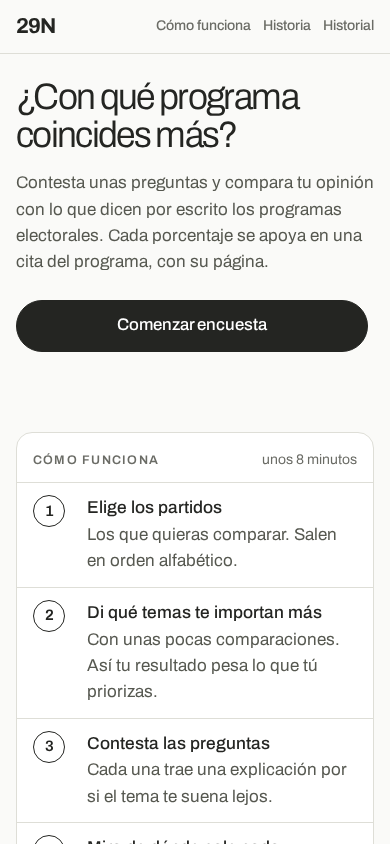 29N
Cómo funciona Historia Historial
¿Con qué programa
coincides más?
Contesta unas preguntas y compara tu opinión
con lo que dicen por escrito los programas
electorales. Cada porcentaje se apoya en una
cita del programa, con su página.
Comenzar encuesta
CÓMO FUNCIONA unos 8 minutos
1 Elige los partidos
Los que quieras comparar. Salen
en orden alfabético.
2 Di qué temas te importan más
Con unas pocas comparaciones.
Así tu resultado pesa lo que tú
priorizas.
3 Contesta las preguntas
Cada una trae una explicación por
si el tema te suena lejos.